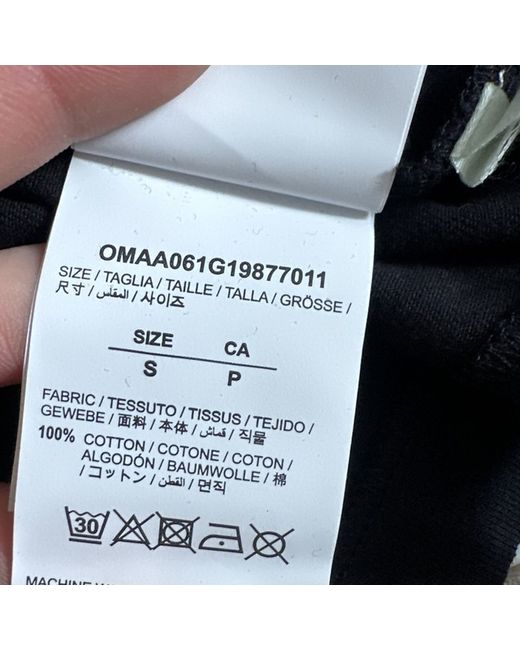 OMAA061G19877011
SIZE / TAGLIA / TAILLE / TALLA / GRÖSSE /
尺寸 / المقاس / 사이즈
SIZE CA
S P
FABRIC / TESSUTO / TISSUS / TEJIDO /
GEWEBE / 面料 / 本体 / قماش / 직물
100% COTTON / COTONE / COTON /
ALGODÓN / BAUMWOLLE / 棉
/ コットン / القطن / 면직
30
MACHINE